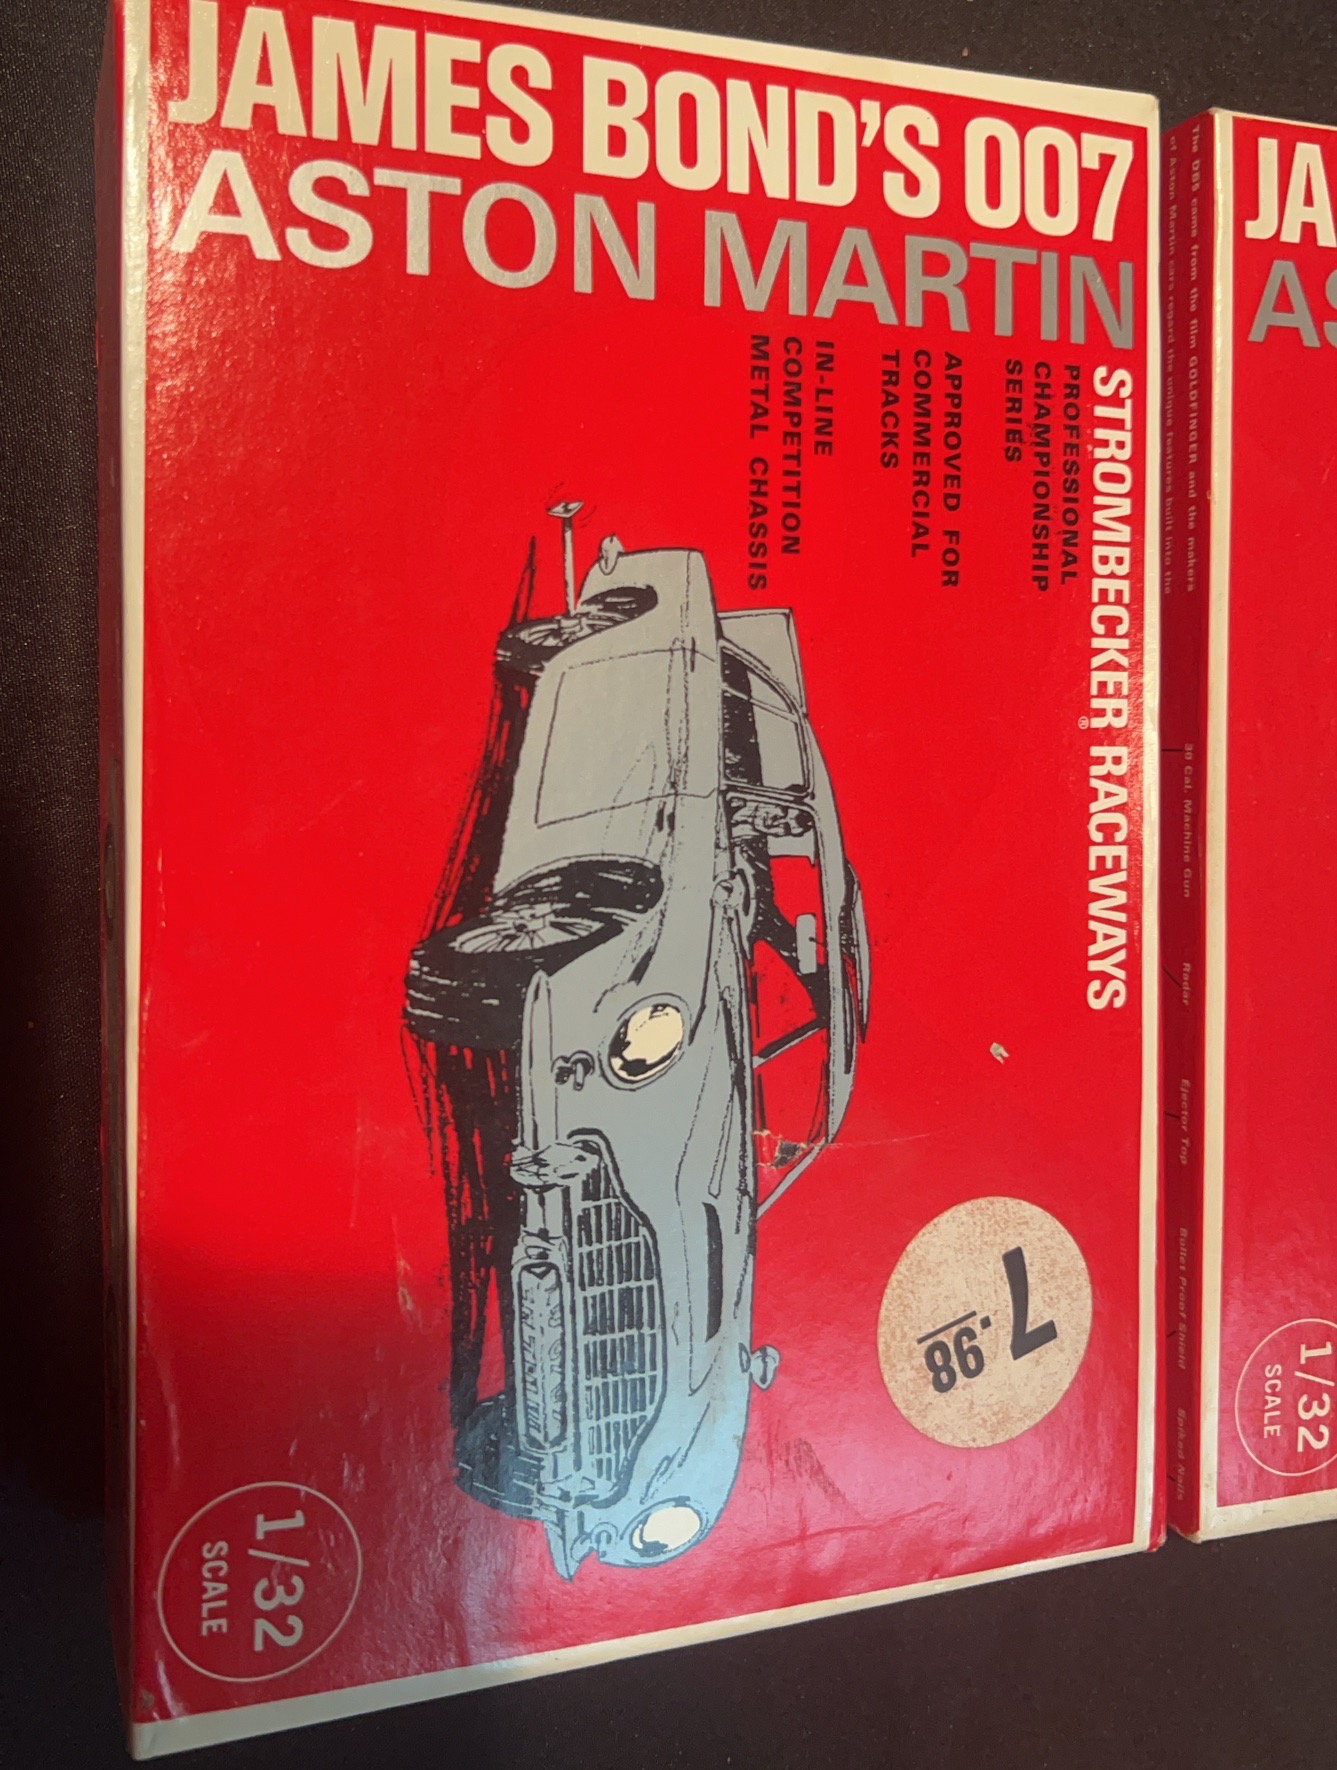 JAMES BOND'S 007
ASTON MARTIN
STROMBECKER® RACEWAYS
PROFESSIONAL
CHAMPIONSHIP
SERIES
APPROVED FOR
COMMERCIAL
TRACKS
IN-LINE
COMPETITION
METAL CHASSIS
7.98
1/32
SCALE
The DB5 came from the film GOLDFINGER and the makers
of Aston Martin cars regard the unique features built into the
30 Cal. Machine Gun
Radar
Ejector Top
Bullet Proof Shield
Spiked Nails
JA
AS
1/32
SCALE